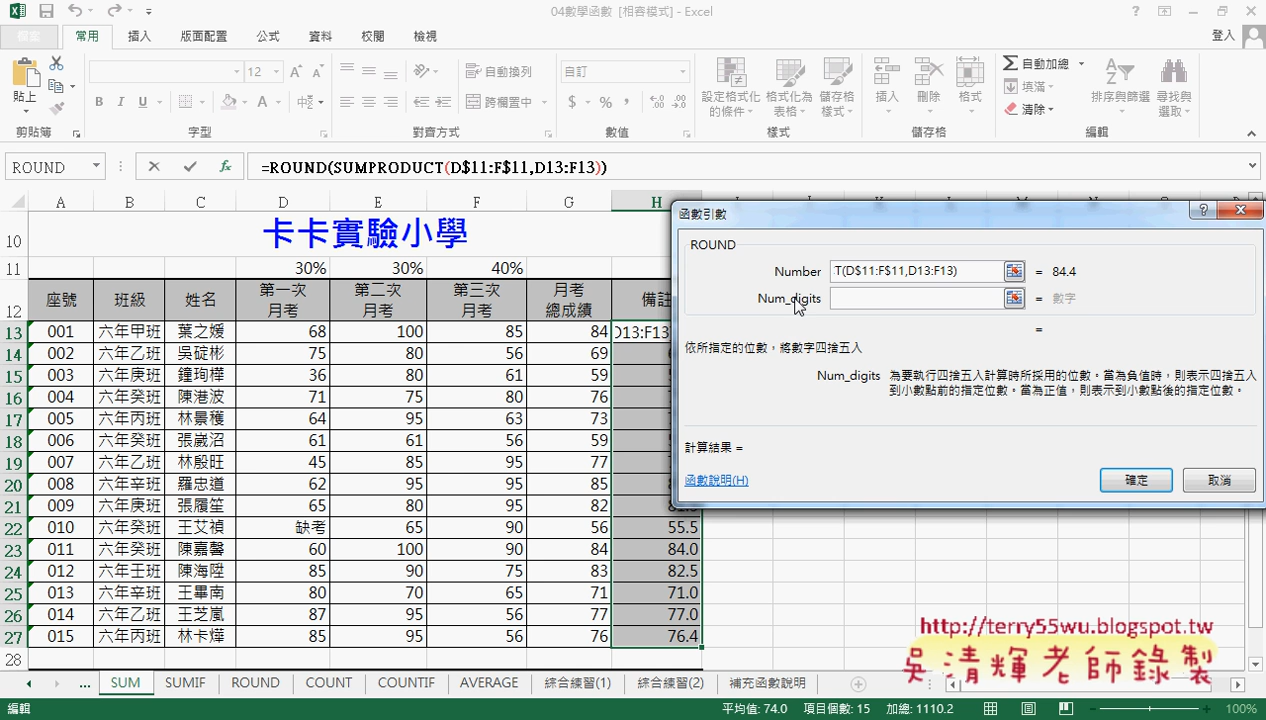 04數學函數 [相容模式] - Excel
檔案 常用 插入 版面配置 公式 資料 校閱 檢視 登入
貼上
12 自動換列 自訂
B I U A 中 跨欄置中 $ % ,
設定格式化的條件 格式化為表格 儲存格樣式 插入 刪除 格式
Σ 自動加總 填滿 清除 排序與篩選 尋找與選取
剪貼簿 字型 對齊方式 數值 樣式 儲存格 編輯
ROUND =ROUND(SUMPRODUCT(D$11:F$11,D13:F13))
A B C D E F G H
10 卡卡實驗小學
11 30% 30% 40%
12 座號 班級 姓名 第一次月考 第二次月考 第三次月考 月考總成績 備註
13 001 六年甲班 葉之媛 68 100 85 84 D13:F13
14 002 六年乙班 吳碇彬 75 80 56 69
15 003 六年庚班 鐘珣樺 36 80 61 59
16 004 六年癸班 陳港波 71 75 80 76
17 005 六年丙班 林景穫 64 95 63 73
18 006 六年癸班 張崴沼 61 61 56 59
19 007 六年乙班 林殷旺 45 85 95 77
20 008 六年辛班 羅忠道 62 95 95 85
21 009 六年庚班 張履笙 65 80 95 82
22 010 六年癸班 王艾禎 缺考 65 90 56 55.5
23 011 六年癸班 陳嘉馨 60 100 90 84 84.0
24 012 六年壬班 陳海陞 85 90 75 83 82.5
25 013 六年辛班 王畢南 80 70 65 71 71.0
26 014 六年乙班 王芝嵐 87 95 56 77 77.0
27 015 六年丙班 林卡燁 85 95 56 76 76.4
28
函數引數
ROUND
Number T(D$11:F$11,D13:F13) = 84.4
Num_digits = 數字
=
依所指定的位數，將數字四捨五入
Num_digits 為要執行四捨五入計算時所採用的位數。當為負值時，則表示四捨五入
到小數點前的指定位數。當為正值，則表示到小數點後的指定位數。
計算結果 =
函數說明(H) 確定 取消
http://terry55wu.blogspot.tw
吳清輝老師錄製
... SUM SUMIF ROUND COUNT COUNTIF AVERAGE 綜合練習(1) 綜合練習(2) 補充函數說明
編輯 平均值: 74.0 項目個數: 15 加總: 1110.2 100%